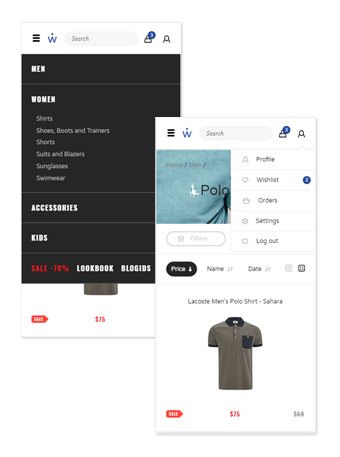 w
Search
3
MEN
WOMEN
Shirts
Shoes, Boots and Trainers
Shorts
Suits and Blazers
Sunglasses
Swimwear
ACCESSORIES
KIDS
SALE -70% LOOKBOOK BLOGIDS
SALE
$75
w
Search
3
Home / Men /
Polo
Profile
Wishlist 2
Orders
Settings
Log out
Filters
Price Name Date
Lacoste Men's Polo Shirt - Sahara
SALE
$75
$60